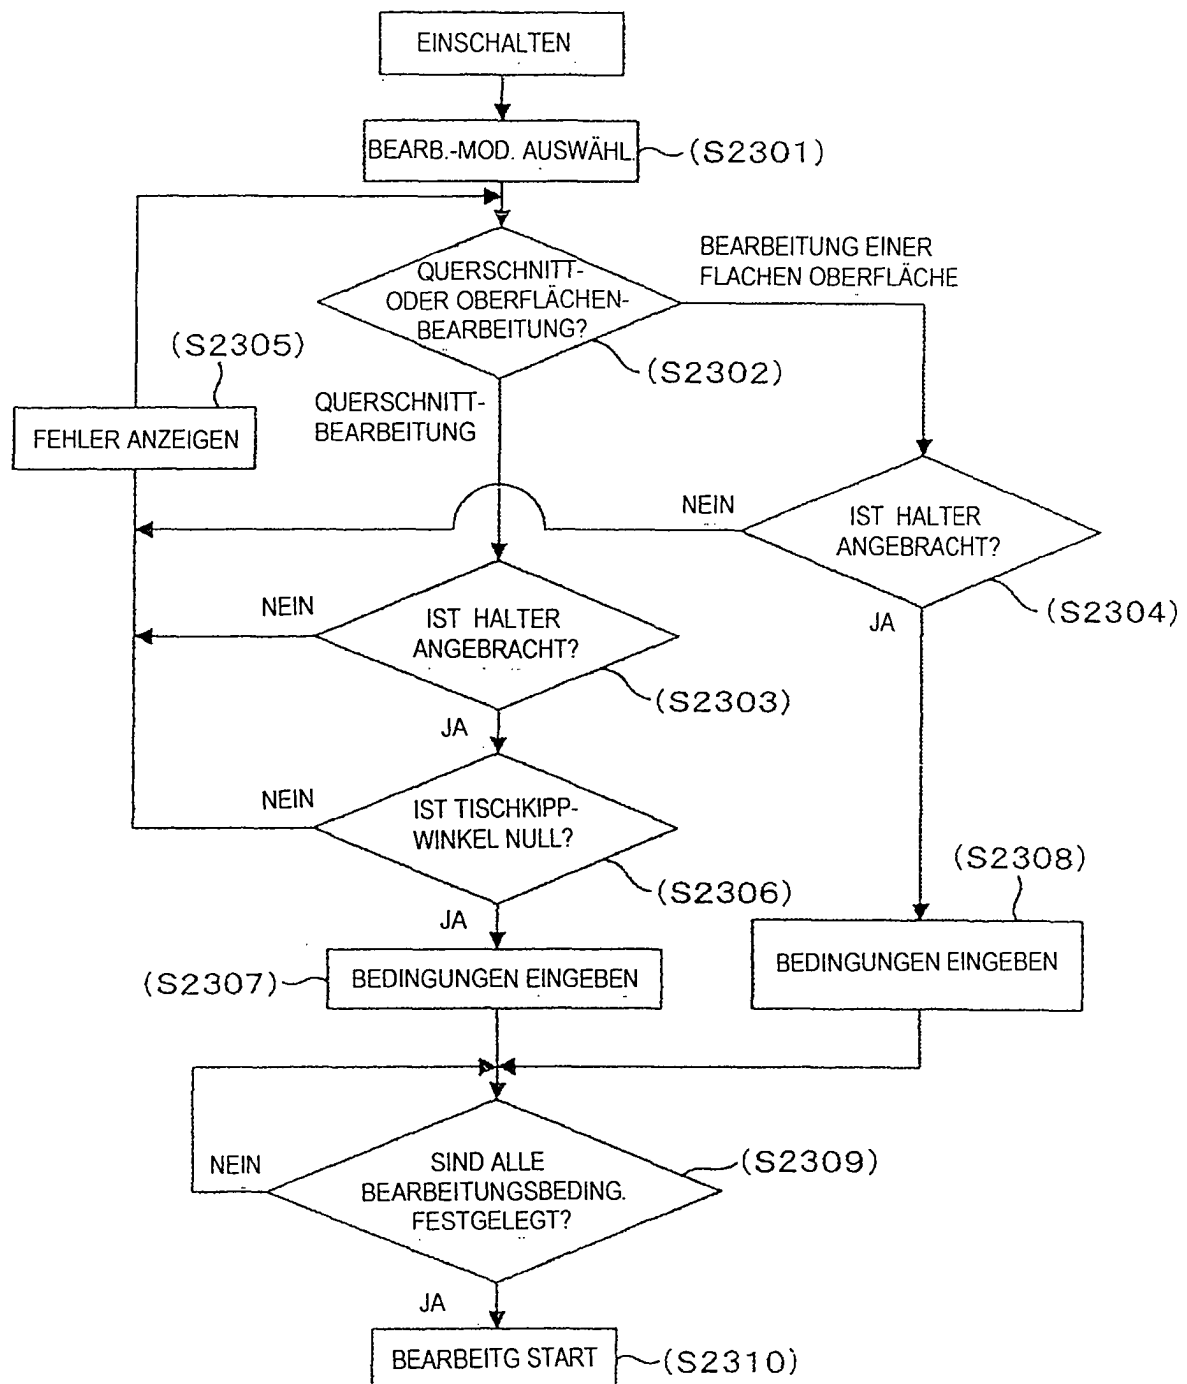 EINSCHALTEN
BEARB.-MOD. AUSWÄHL.
(S2301)
BEARBEITUNG EINER
FLACHEN OBERFLÄCHE
QUERSCHNITT-
ODER OBERFLÄCHEN-
BEARBEITUNG?
(S2302)
(S2305)
FEHLER ANZEIGEN
QUERSCHNITT-
BEARBEITUNG
NEIN
IST HALTER
ANGEBRACHT?
(S2304)
JA
NEIN
IST HALTER
ANGEBRACHT?
(S2303)
JA
NEIN
IST TISCHKIPP-
WINKEL NULL?
(S2306)
JA
(S2308)
BEDINGUNGEN EINGEBEN
(S2307)
BEDINGUNGEN EINGEBEN
NEIN
SIND ALLE
BEARBEITUNGSBEDING.
FESTGELEGT?
(S2309)
JA
BEARBEITG START
(S2310)